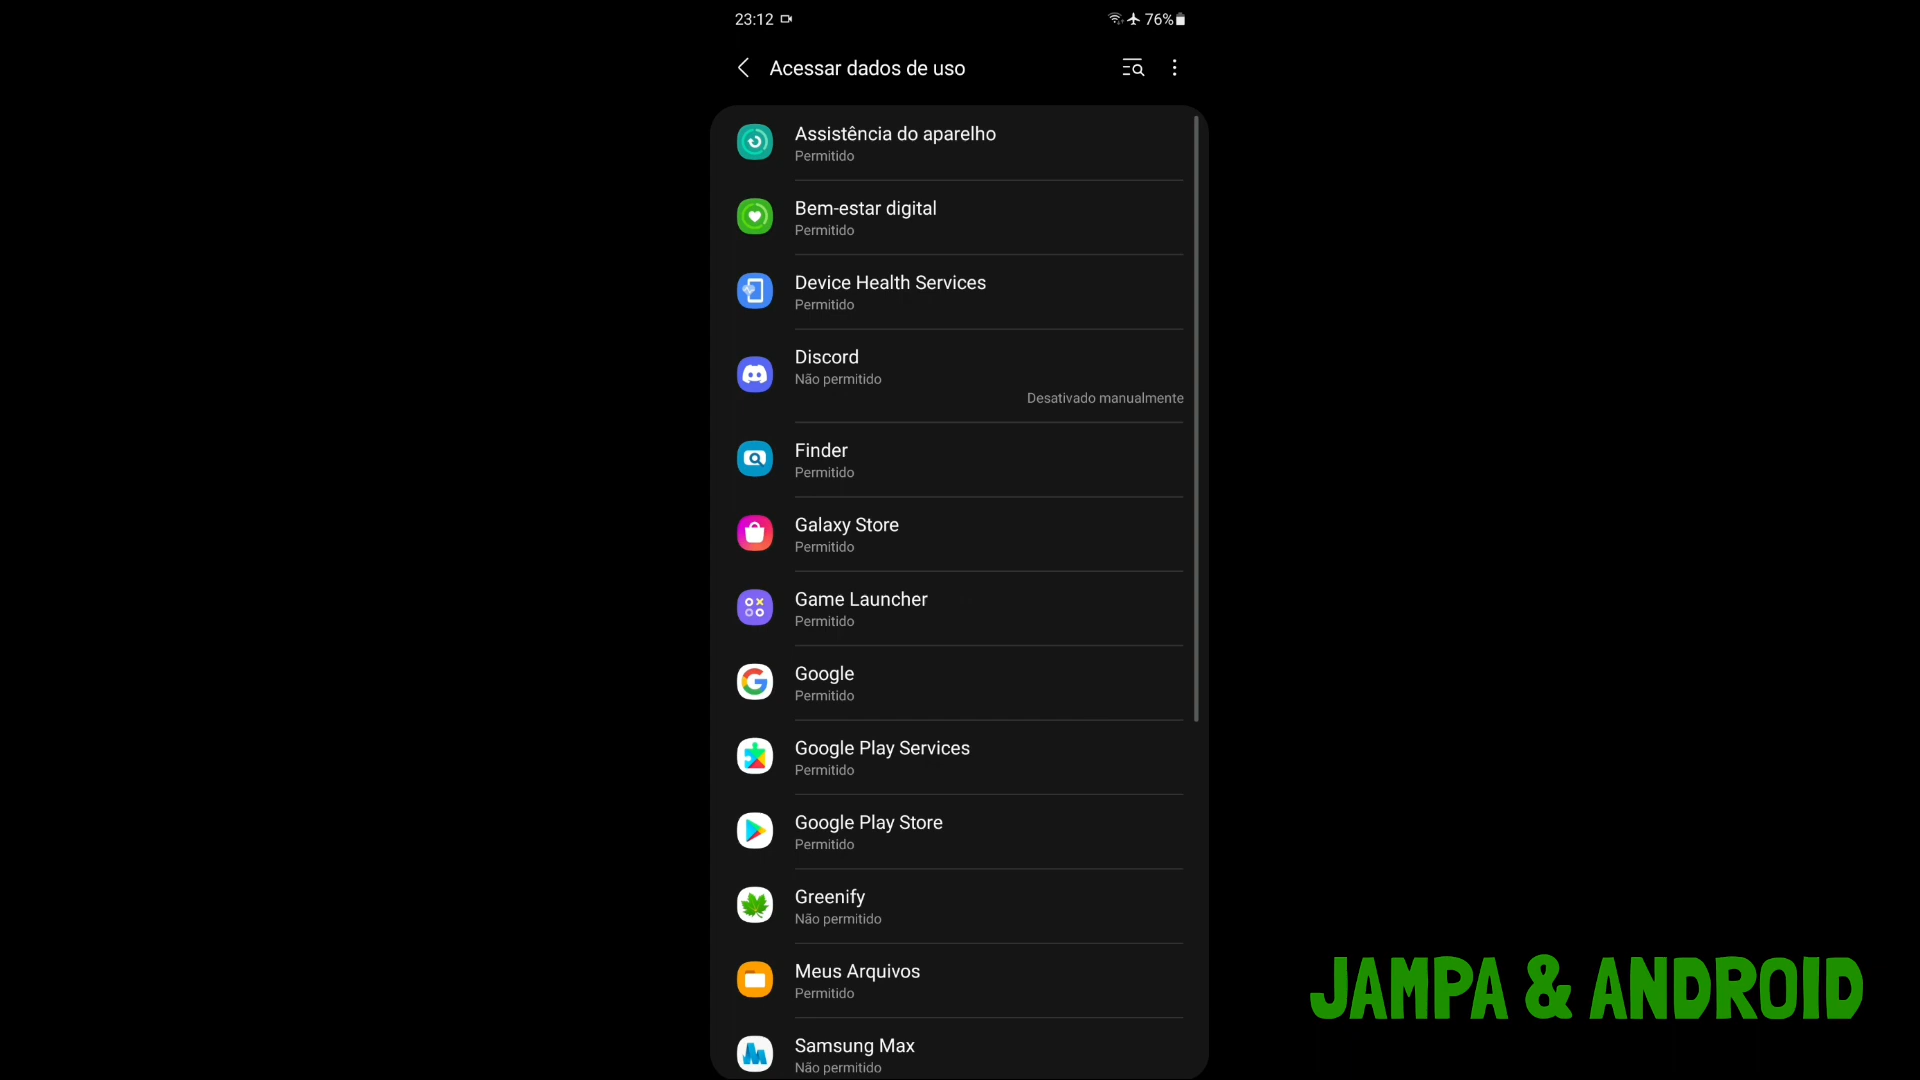 23:12
76%
Acessar dados de uso
Assistência do aparelho
Permitido
Bem-estar digital
Permitido
Device Health Services
Permitido
Discord
Não permitido
Desativado manualmente
Finder
Permitido
Galaxy Store
Permitido
Game Launcher
Permitido
Google
Permitido
Google Play Services
Permitido
Google Play Store
Permitido
Greenify
Não permitido
Meus Arquivos
Permitido
Samsung Max
Não permitido
JAMPA & ANDROID